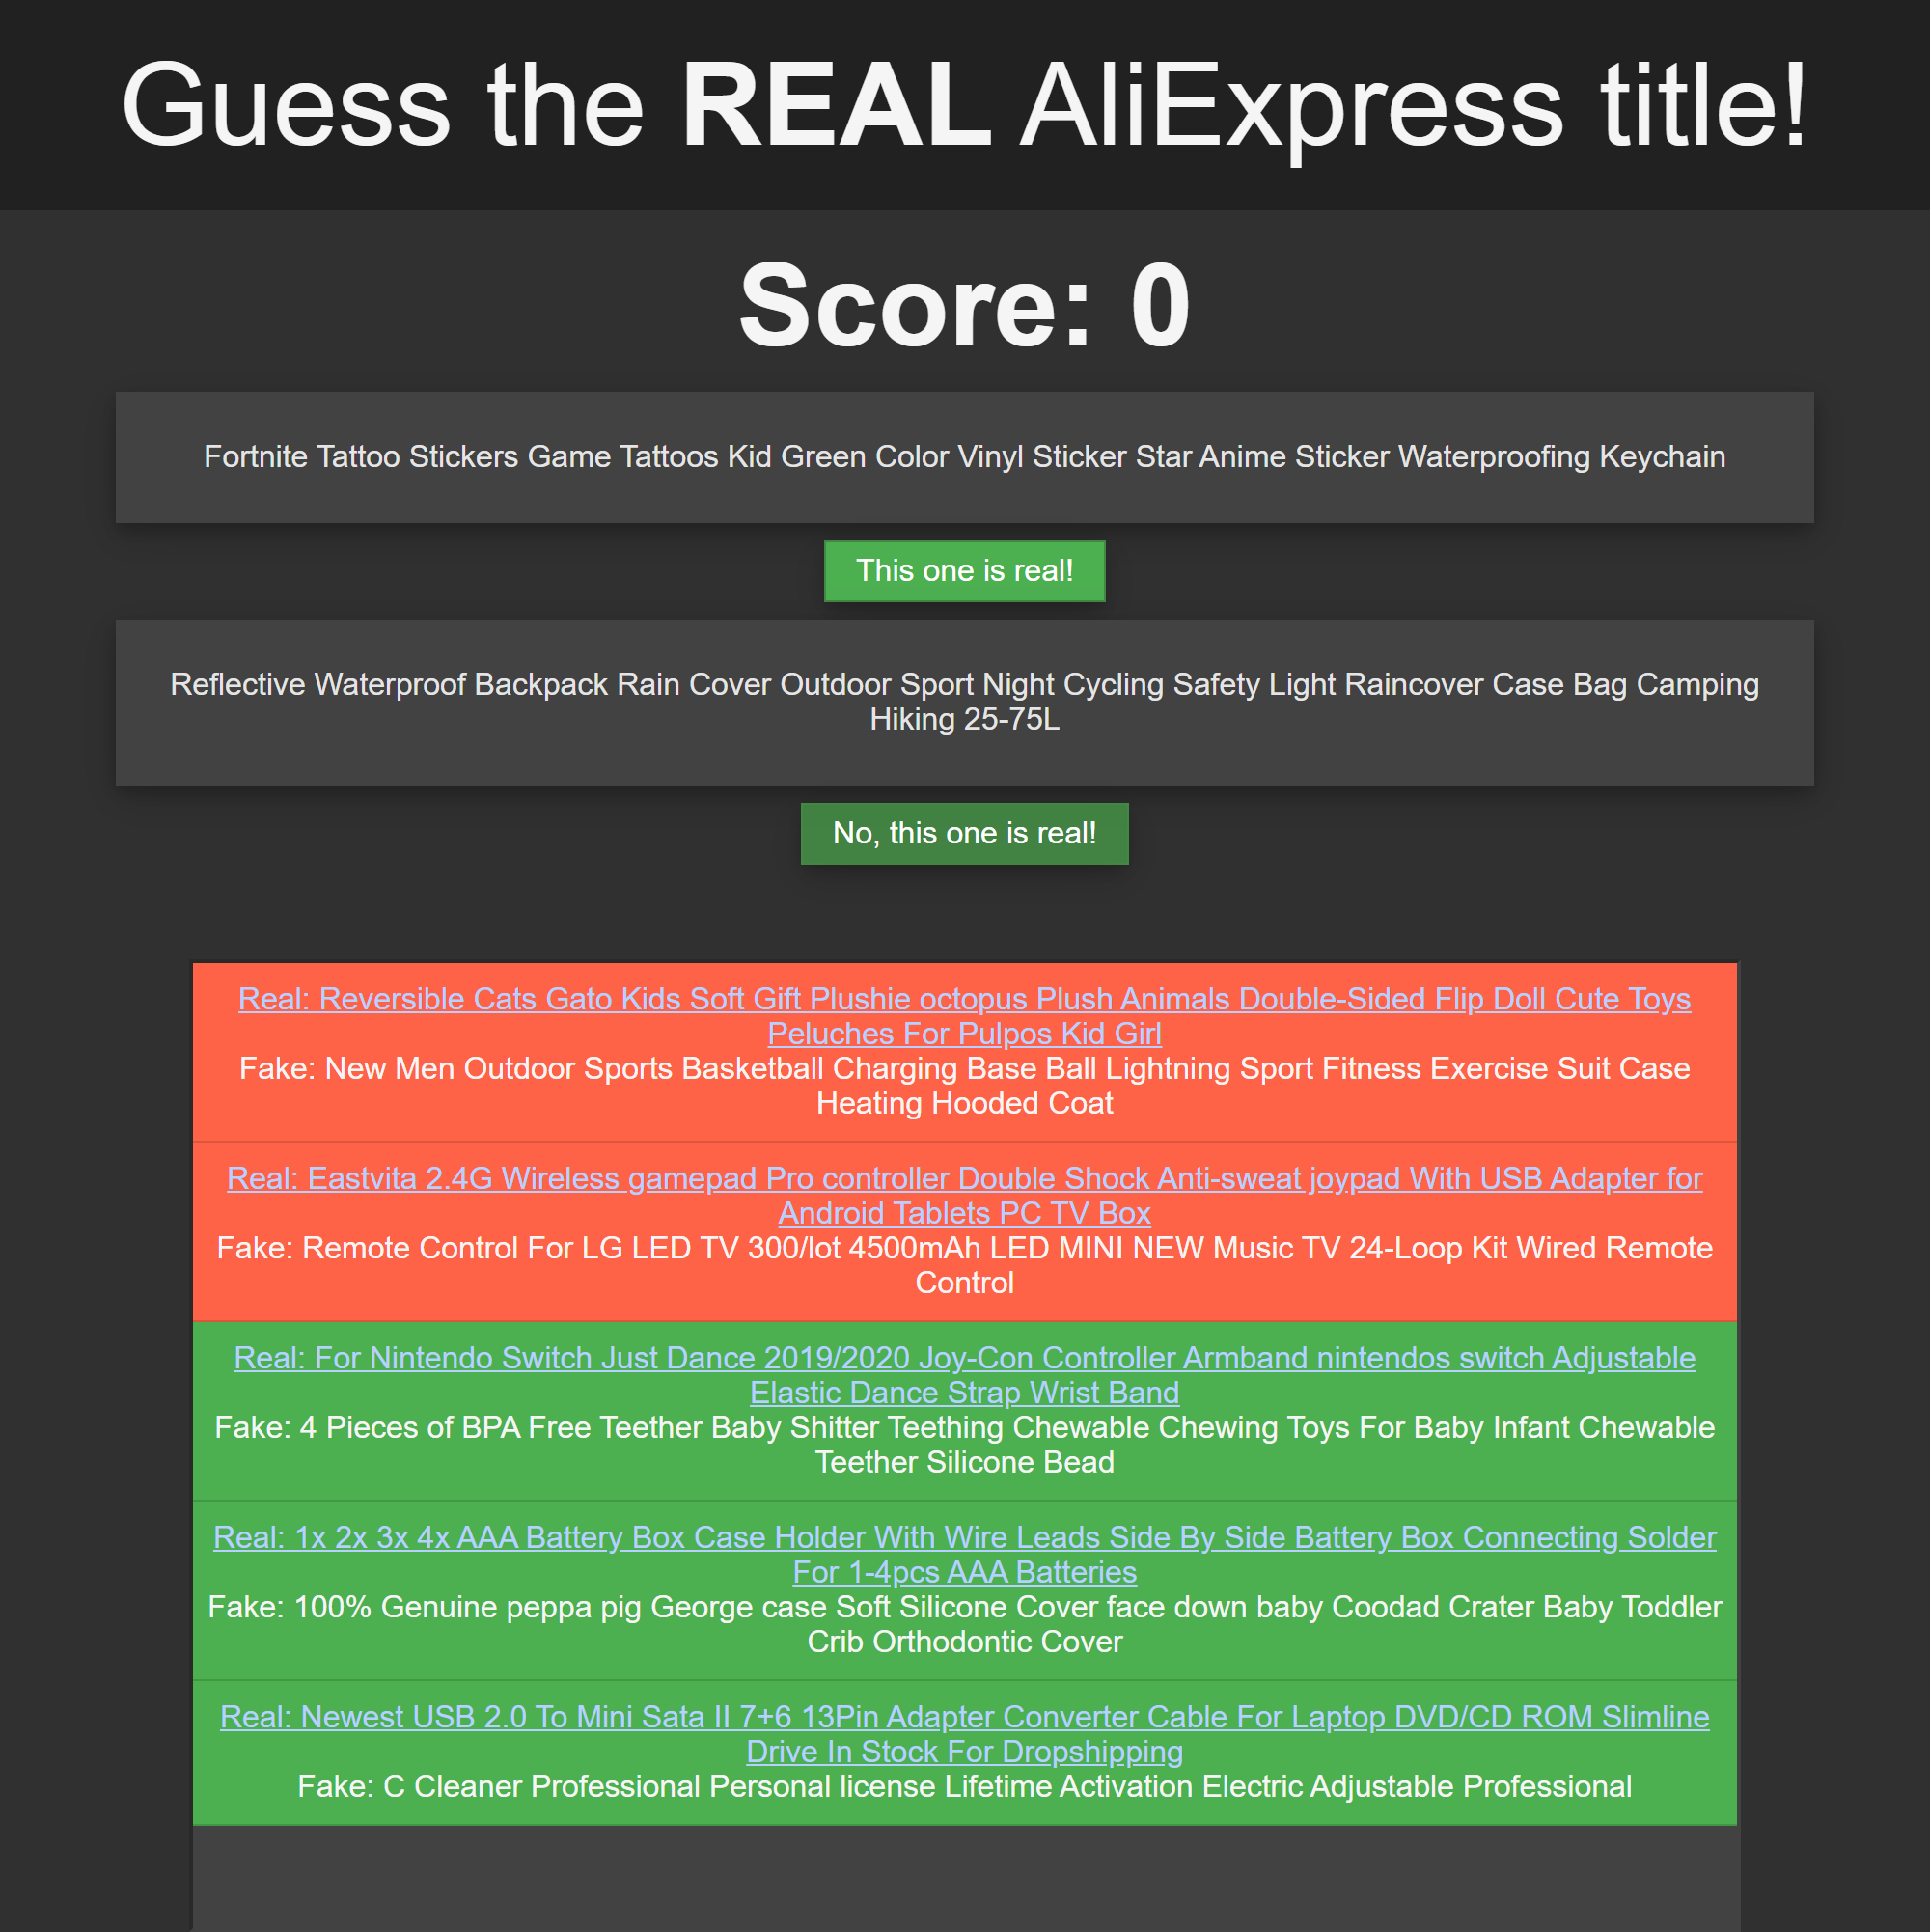 Guess the REAL AliExpress title!
Score: 0
Fortnite Tattoo Stickers Game Tattoos Kid Green Color Vinyl Sticker Star Anime Sticker Waterproofing Keychain
This one is real!
Reflective Waterproof Backpack Rain Cover Outdoor Sport Night Cycling Safety Light Raincover Case Bag Camping
Hiking 25-75L
No, this one is real!
Real: Reversible Cats Gato Kids Soft Gift Plushie octopus Plush Animals Double-Sided Flip Doll Cute Toys
Peluches For Pulpos Kid Girl
Fake: New Men Outdoor Sports Basketball Charging Base Ball Lightning Sport Fitness Exercise Suit Case
Heating Hooded Coat
Real: Eastvita 2.4G Wireless gamepad Pro controller Double Shock Anti-sweat joypad With USB Adapter for
Android Tablets PC TV Box
Fake: Remote Control For LG LED TV 300/lot 4500mAh LED MINI NEW Music TV 24-Loop Kit Wired Remote
Control
Real: For Nintendo Switch Just Dance 2019/2020 Joy-Con Controller Armband nintendos switch Adjustable
Elastic Dance Strap Wrist Band
Fake: 4 Pieces of BPA Free Teether Baby Shitter Teething Chewable Chewing Toys For Baby Infant Chewable
Teether Silicone Bead
Real: 1x 2x 3x 4x AAA Battery Box Case Holder With Wire Leads Side By Side Battery Box Connecting Solder
For 1-4pcs AAA Batteries
Fake: 100% Genuine peppa pig George case Soft Silicone Cover face down baby Coodad Crater Baby Toddler
Crib Orthodontic Cover
Real: Newest USB 2.0 To Mini Sata II 7+6 13Pin Adapter Converter Cable For Laptop DVD/CD ROM Slimline
Drive In Stock For Dropshipping
Fake: C Cleaner Professional Personal license Lifetime Activation Electric Adjustable Professional